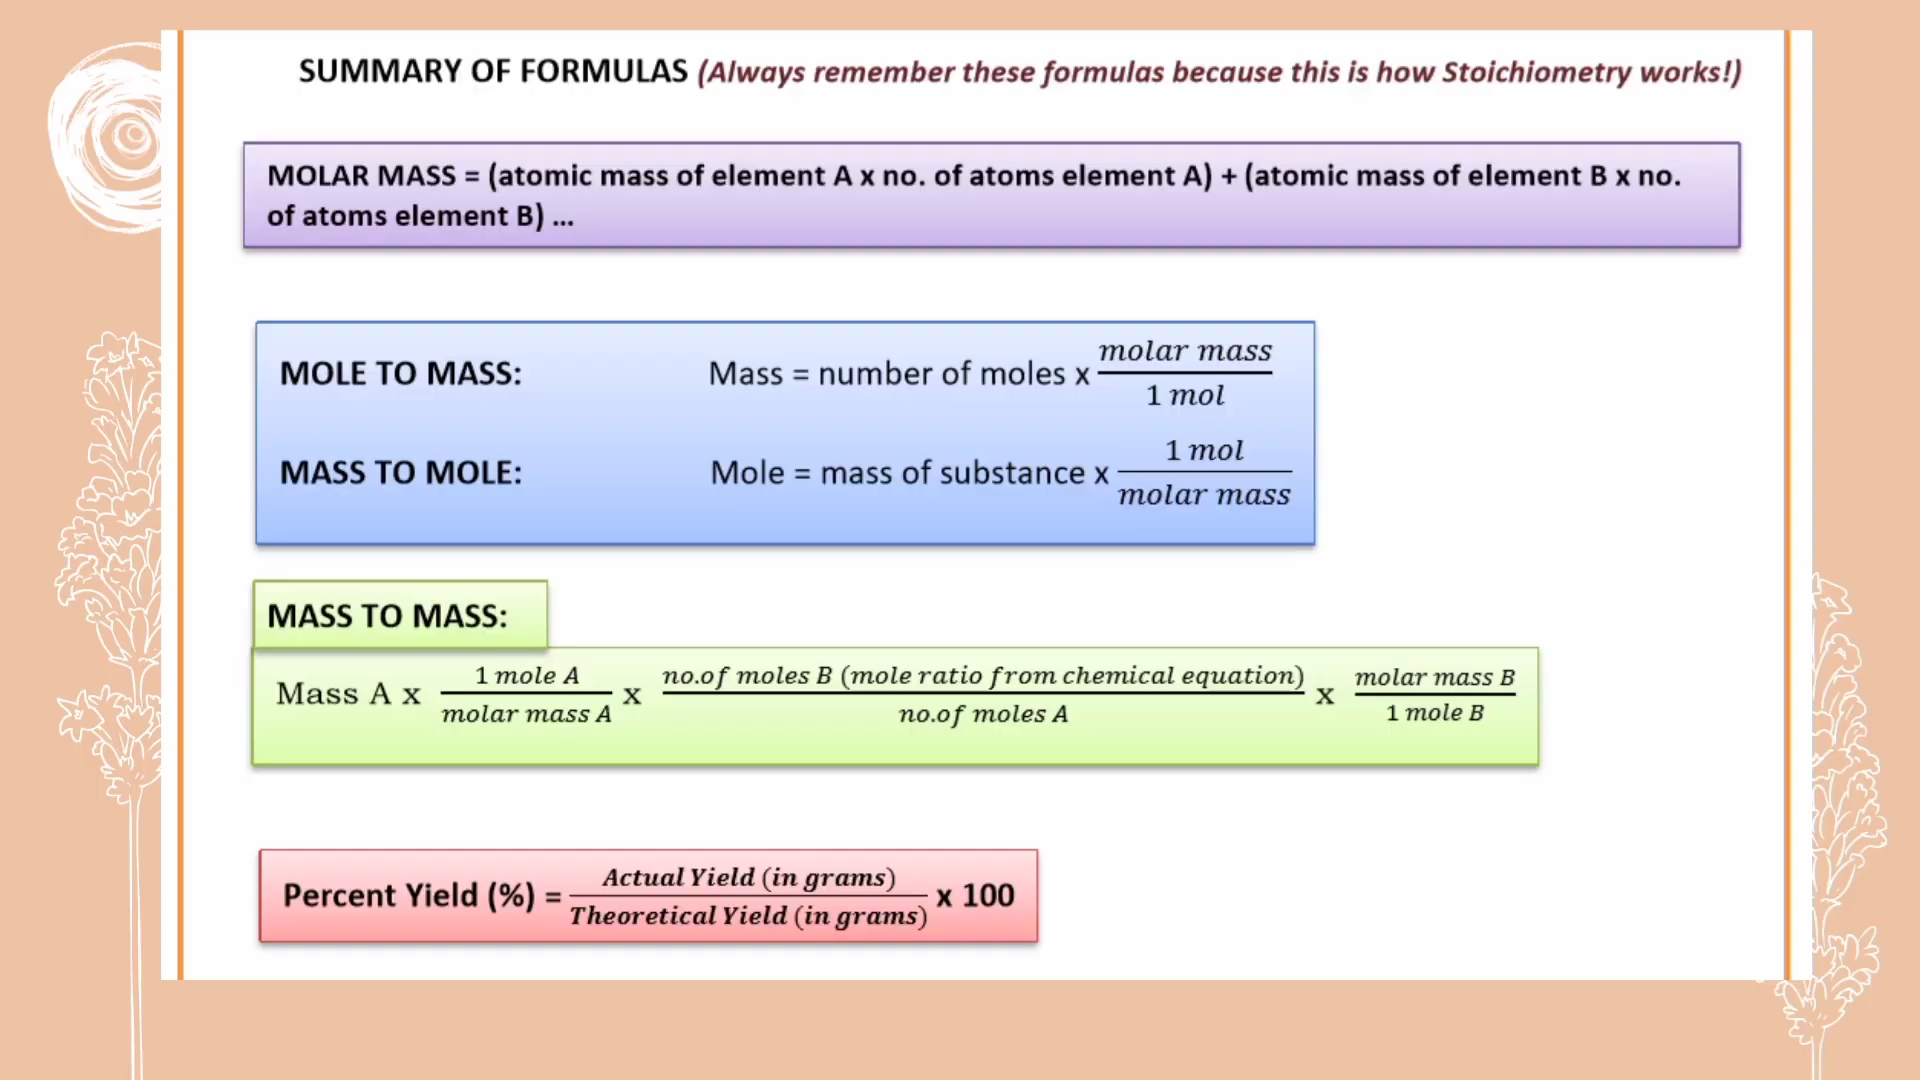 SUMMARY OF FORMULAS (Always remember these formulas because this is how Stoichiometry works!)
MOLAR MASS = (atomic mass of element A x no. of atoms element A) + (atomic mass of element B x no.
of atoms element B) ...
MOLE TO MASS: Mass = number of moles x molar mass / 1 mol
MASS TO MOLE: Mole = mass of substance x 1 mol / molar mass
MASS TO MASS:
Mass A x 1 mole A / molar mass A x no.of moles B (mole ratio from chemical equation) / no.of moles A x molar mass B / 1 mole B
Percent Yield (%) = Actual Yield (in grams) / Theoretical Yield (in grams) x 100